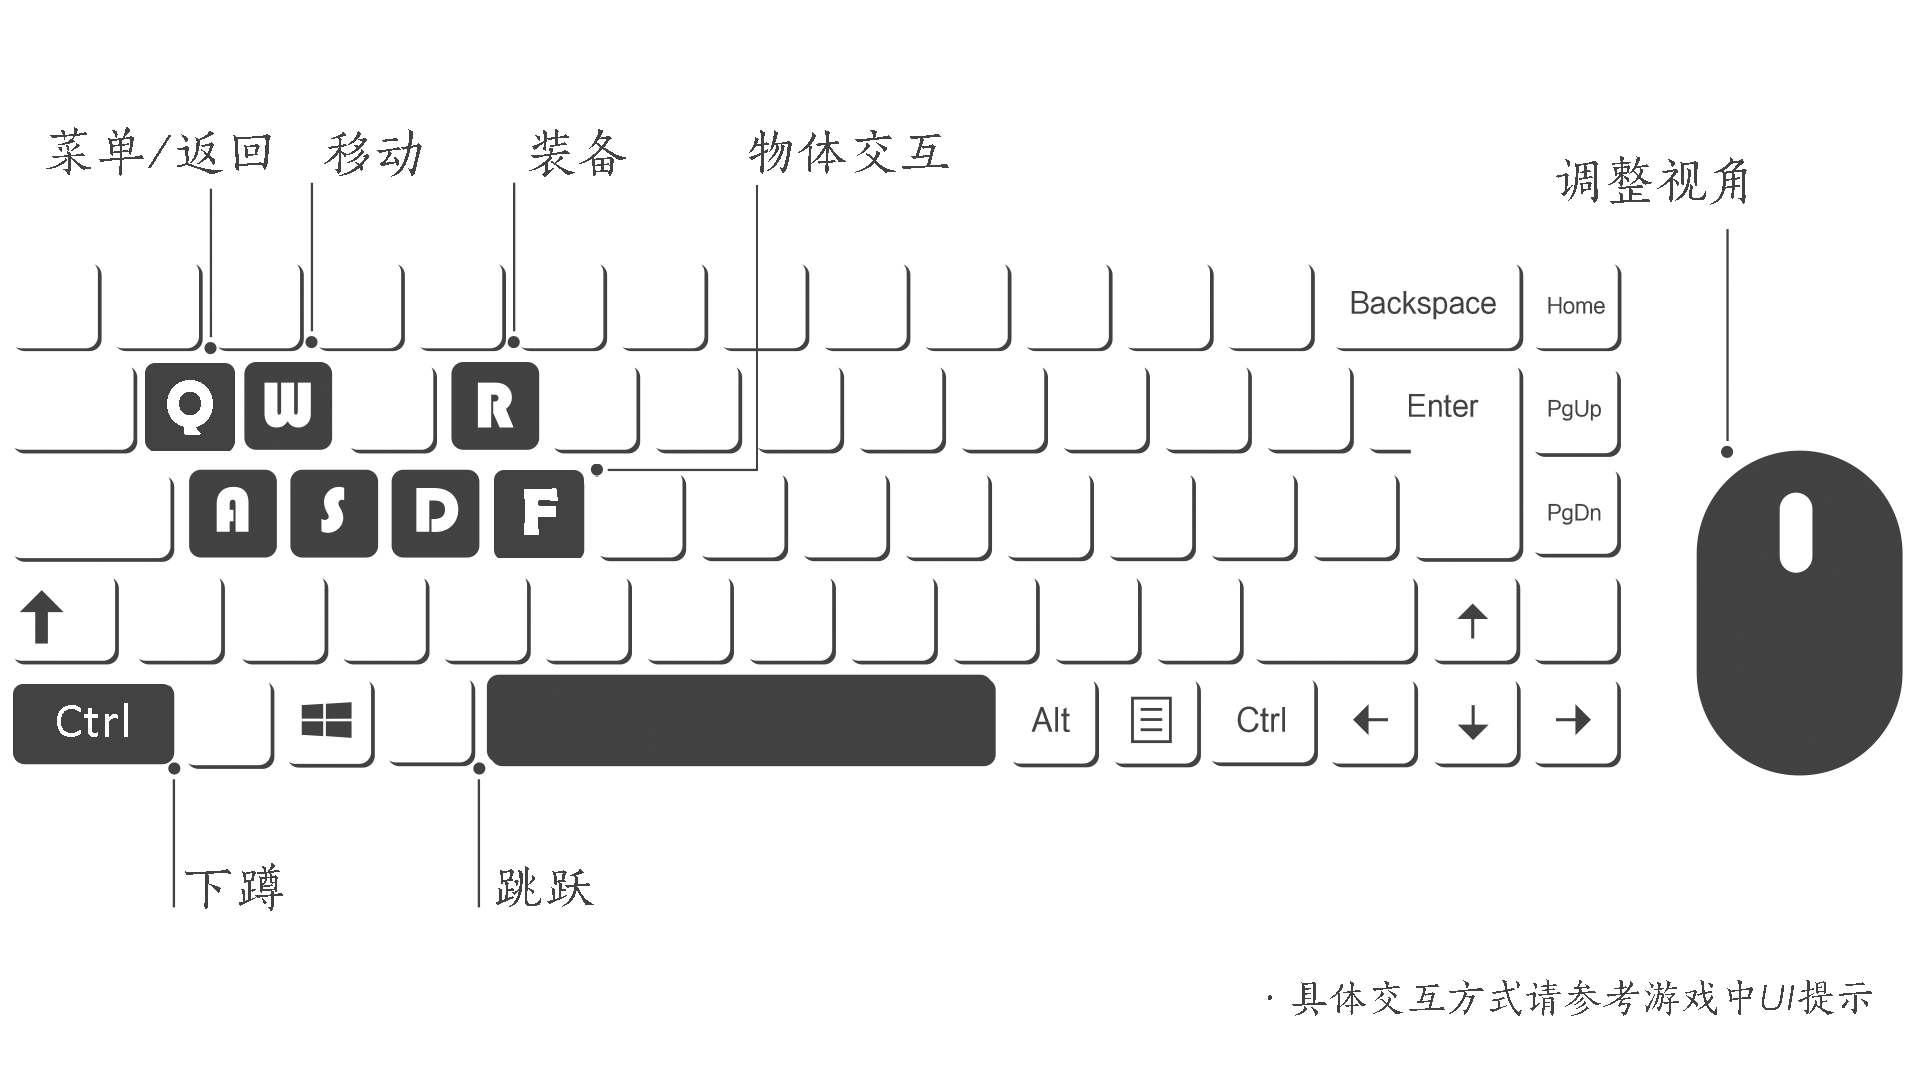 菜单/返回 移动 装备 物体交互 调整视角
Backspace Home
Q W R Enter PgUp
A S D F PgDn
Ctrl Alt Ctrl
下蹲 跳跃
·具体交互方式请参考游戏中UI提示